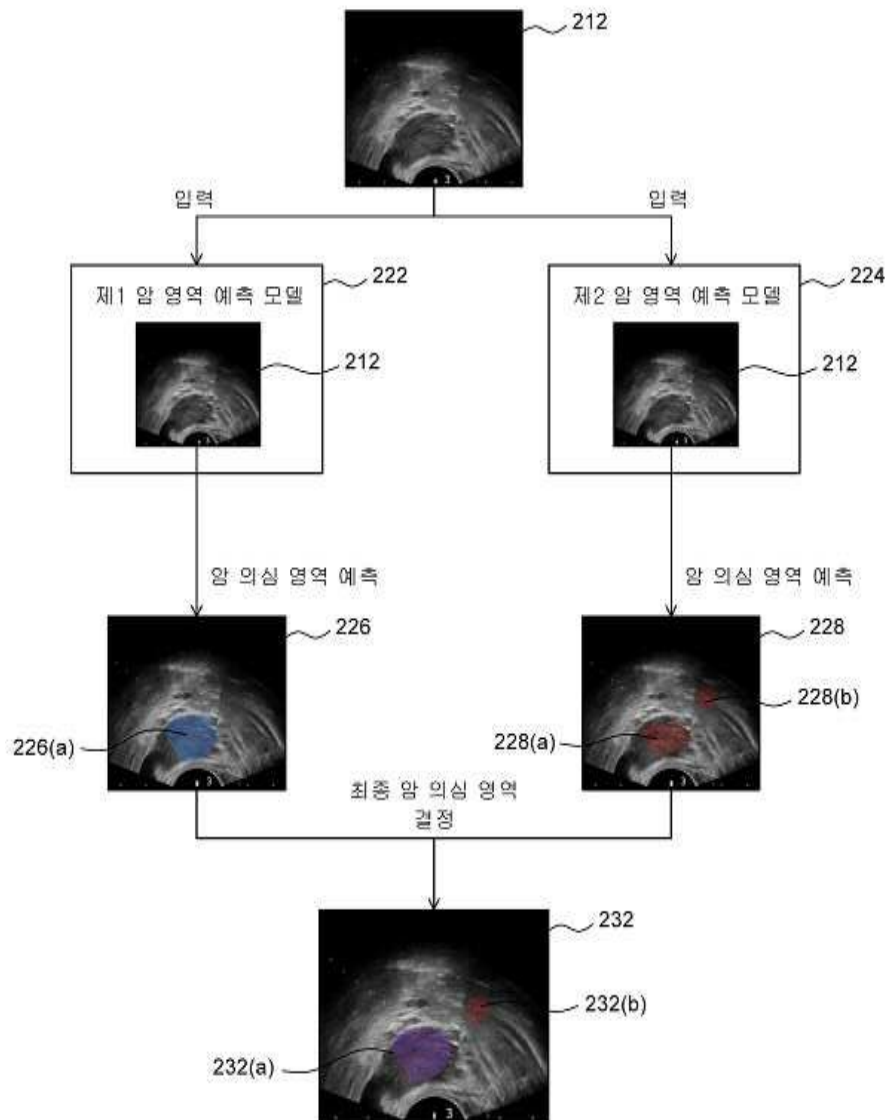 212
입력
입력
222
제1 암 영역 예측 모델
212
224
제2 암 영역 예측 모델
212
암 의심 영역 예측
암 의심 영역 예측
226
226(a)
228
228(b)
228(a)
최종 암 의심 영역
결정
232
232(b)
232(a)